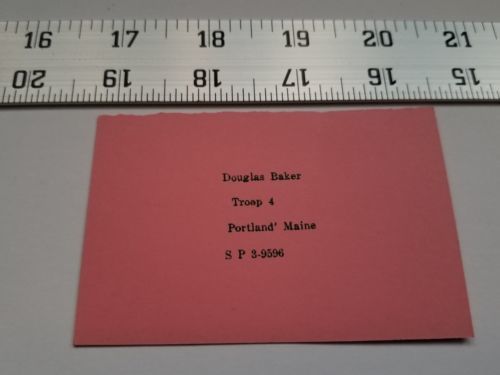 16 17 18 19 20 21
20 19 18 17 16 15
Douglas Baker
Troop 4
Portland' Maine
S P 3-9596